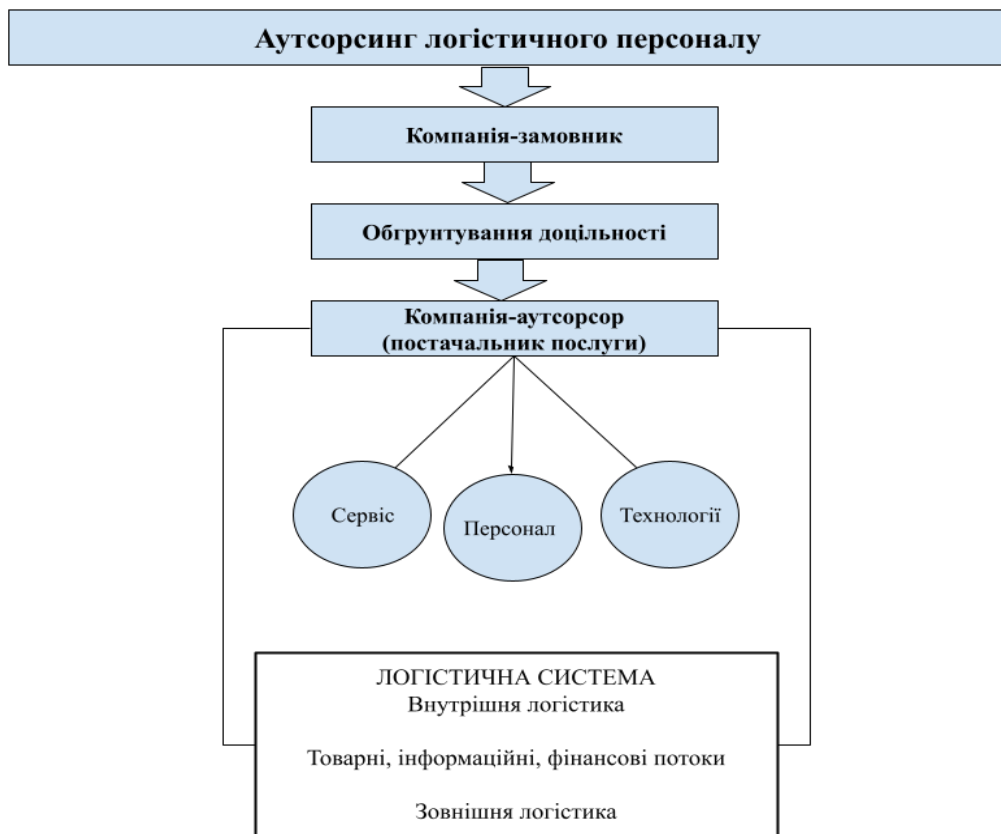 Аутсорсинг логістичного персоналу
Компанія-замовник
Обгрунтування доцільності
Компанія-аутсорсор
(постачальник послуги)
Сервіс
Персонал
Технології
ЛОГІСТИЧНА СИСТЕМА
Внутрішня логістика
Товарні, інформаційні, фінансові потоки
Зовнішня логістика